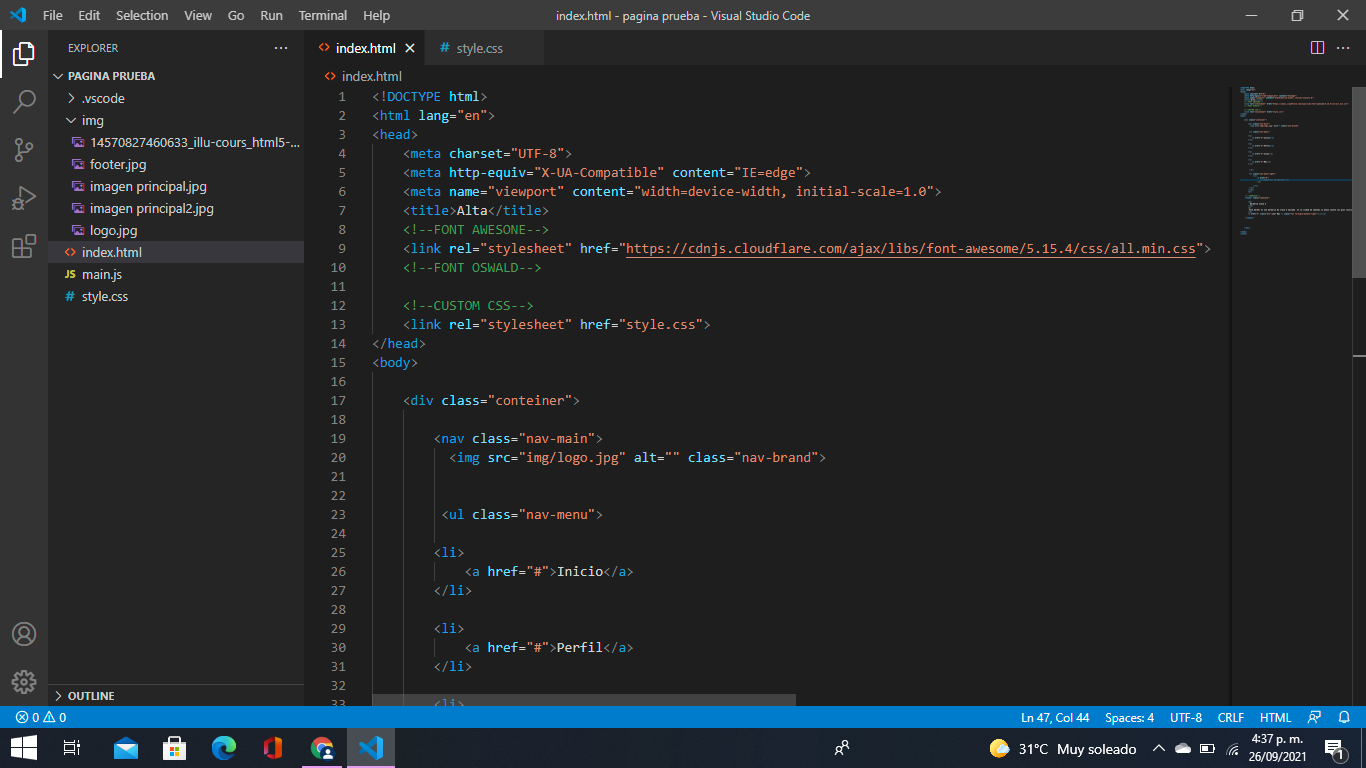 File Edit Selection View Go Run Terminal Help index.html - pagina prueba - Visual Studio Code
EXPLORER
PAGINA PRUEBA
.vscode
img
14570827460633_illu-cours_html5-...
footer.jpg
imagen principal.jpg
imagen principal2.jpg
logo.jpg
index.html
JS main.js
# style.css
OUTLINE
<> index.html # style.css
<> index.html
1 <!DOCTYPE html>
2 <html lang="en">
3 <head>
4 <meta charset="UTF-8">
5 <meta http-equiv="X-UA-Compatible" content="IE=edge">
6 <meta name="viewport" content="width=device-width, initial-scale=1.0">
7 <title>Alta</title>
8 <!--FONT AWESONE-->
9 <link rel="stylesheet" href="https://cdnjs.cloudflare.com/ajax/libs/font-awesome/5.15.4/css/all.min.css">
10 <!--FONT OSWALD-->
11
12 <!--CUSTOM CSS-->
13 <link rel="stylesheet" href="style.css">
14 </head>
15 <body>
16
17 <div class="conteiner">
18
19 <nav class="nav-main">
20 <img src="img/logo.jpg" alt="" class="nav-brand">
21
22
23 <ul class="nav-menu">
24
25 <li>
26 <a href="#">Inicio</a>
27 </li>
28
29 <li>
30 <a href="#">Perfil</a>
31 </li>
32
33 <li>
0 0 Ln 47, Col 44 Spaces: 4 UTF-8 CRLF HTML
31°C Muy soleado
4:37 p. m.
26/09/2021
1